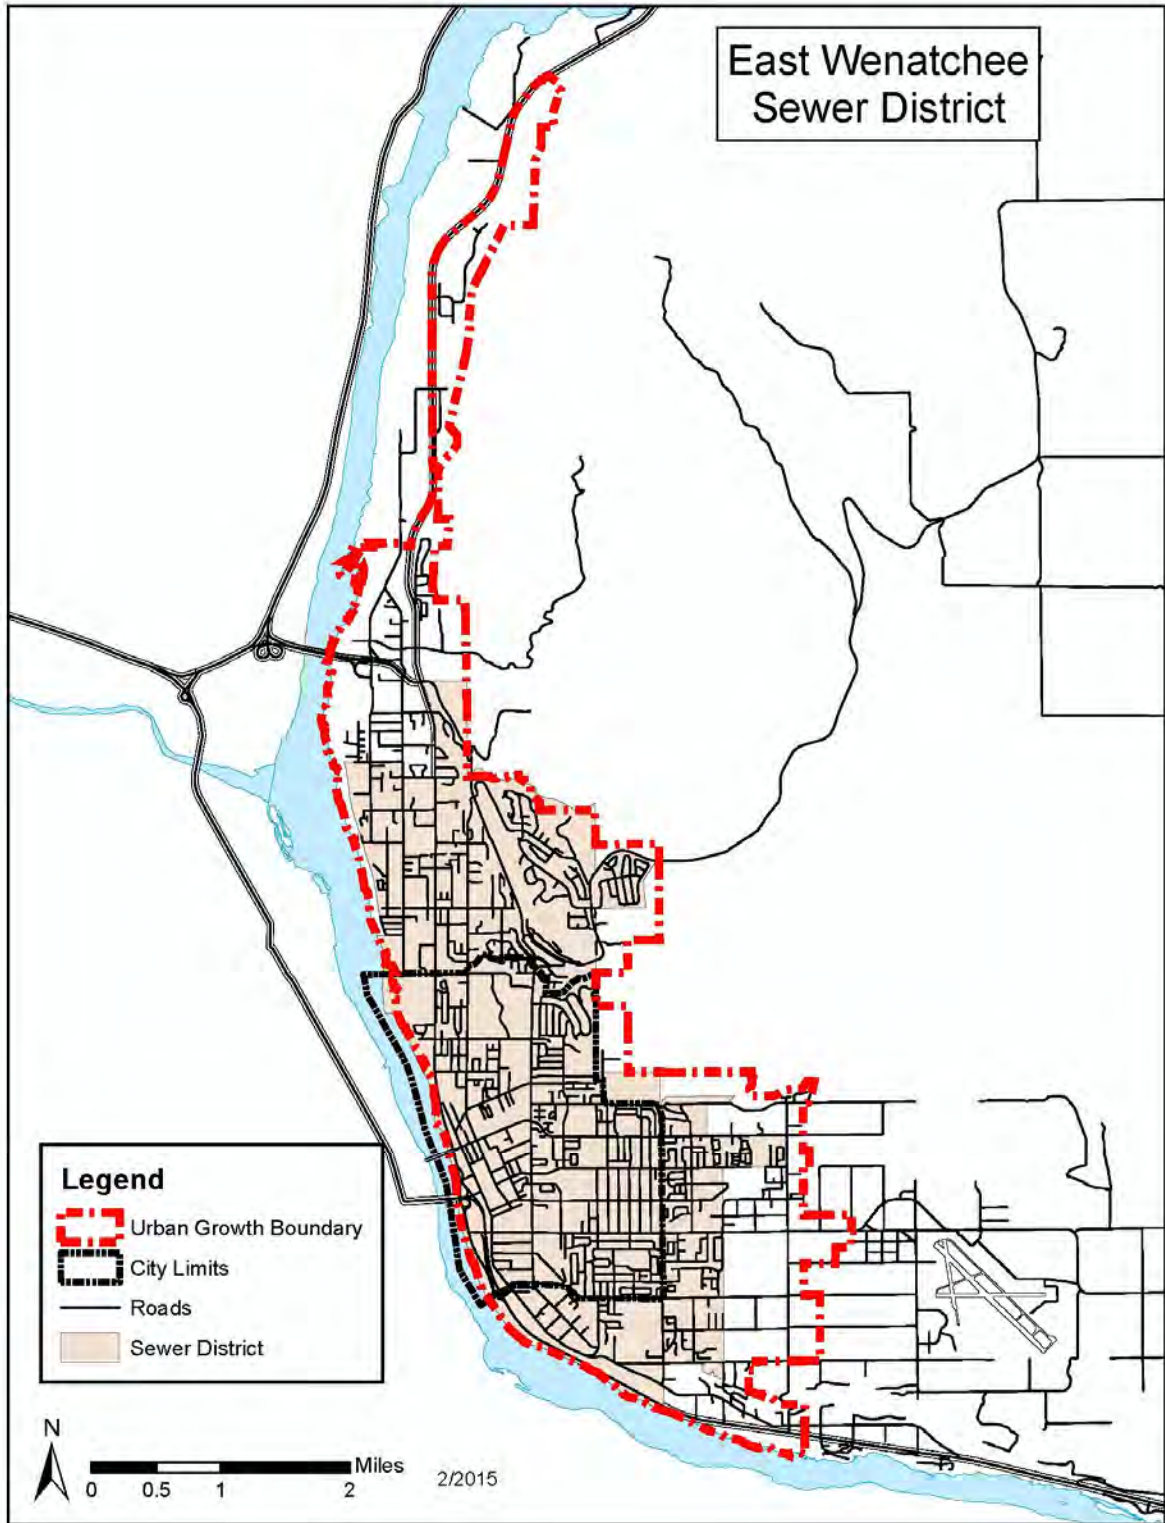 East Wenatchee
Sewer District
Legend
Urban Growth Boundary
City Limits
Roads
Sewer District
N
Miles
0 0.5 1 2
2/2015